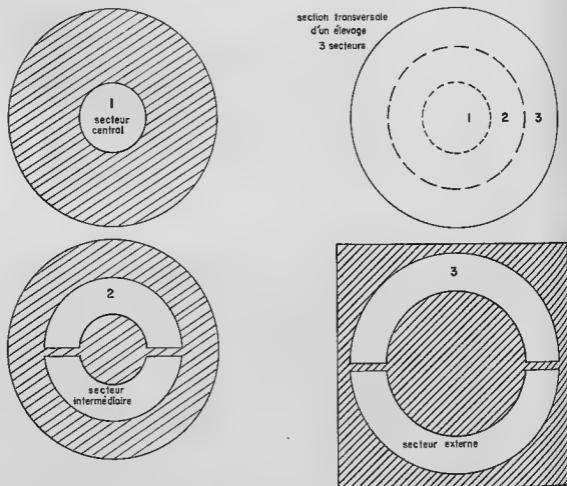 1
secteur
central
section transversale
d'un élevage
3 secteurs
1 2 3
2
secteur
intermédiaire
3
secteur externe